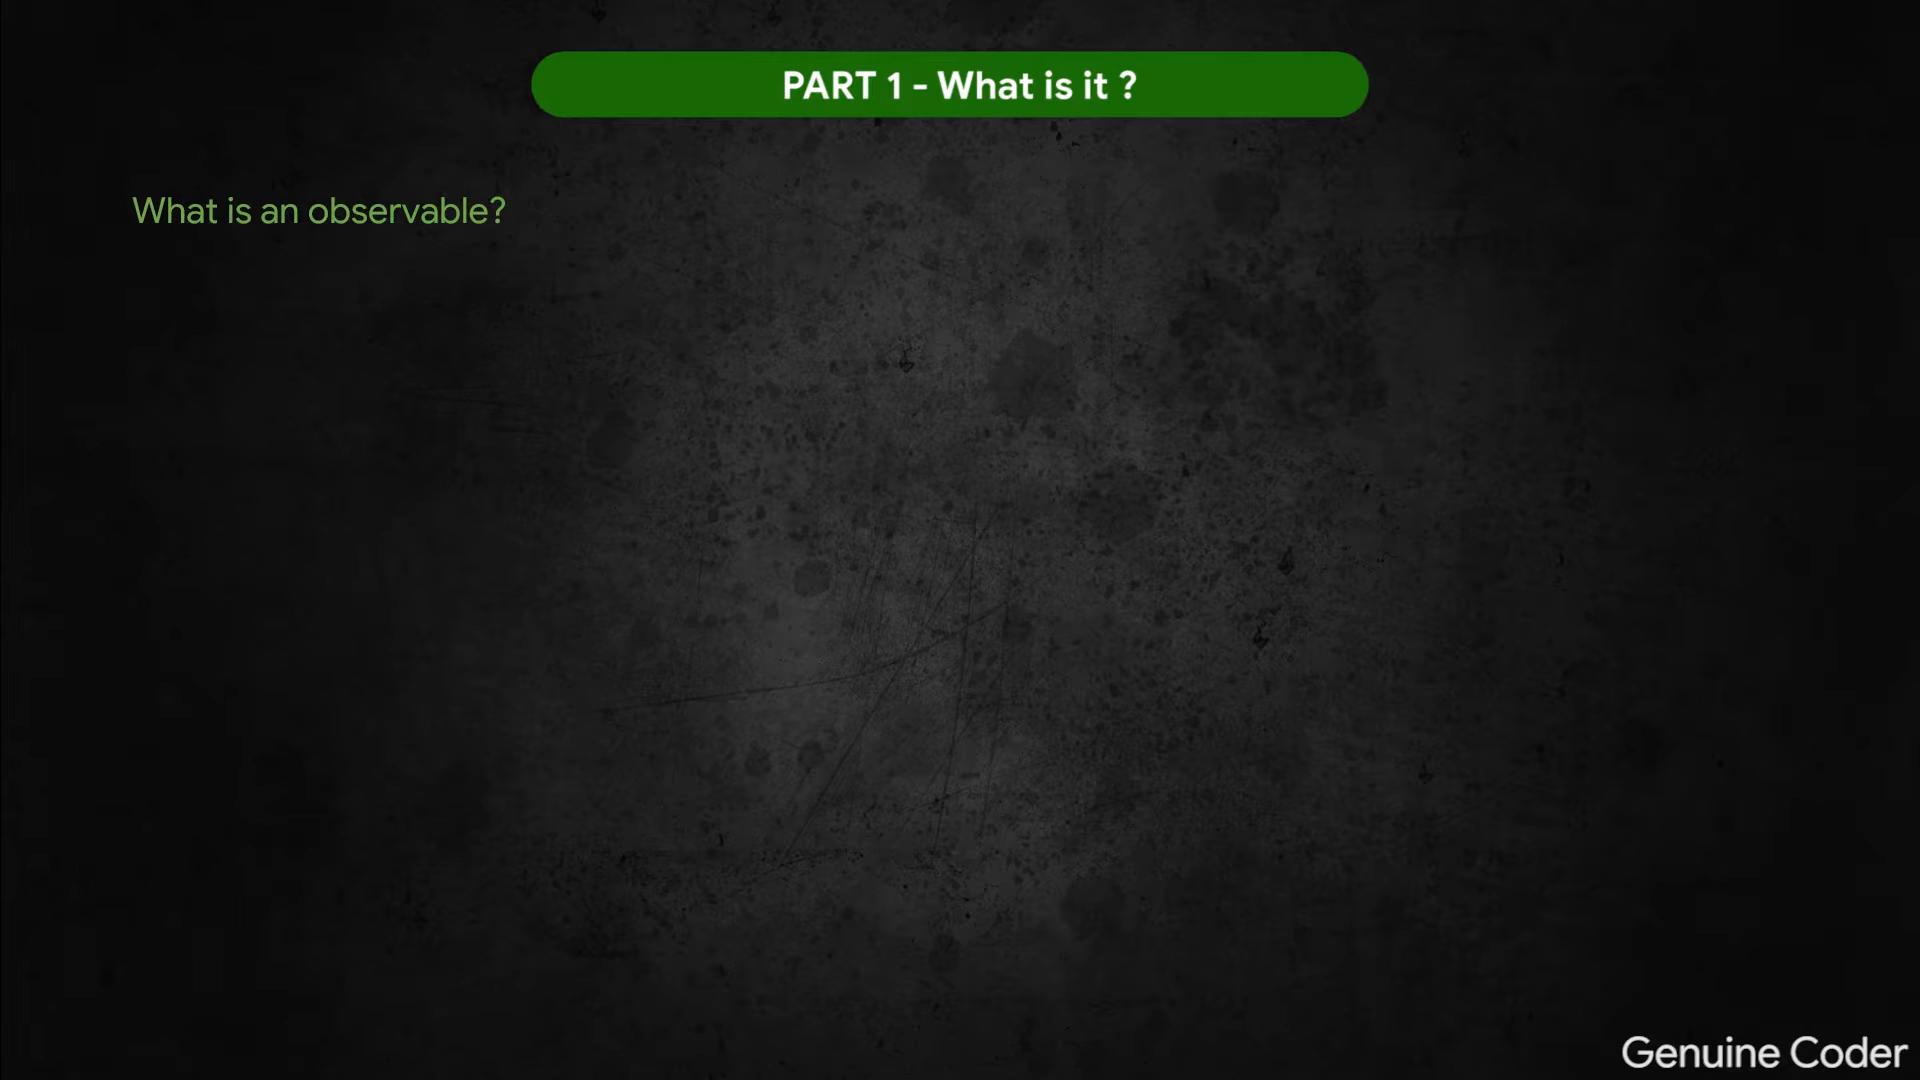 PART 1 - What is it ?
What is an observable?
Genuine Coder